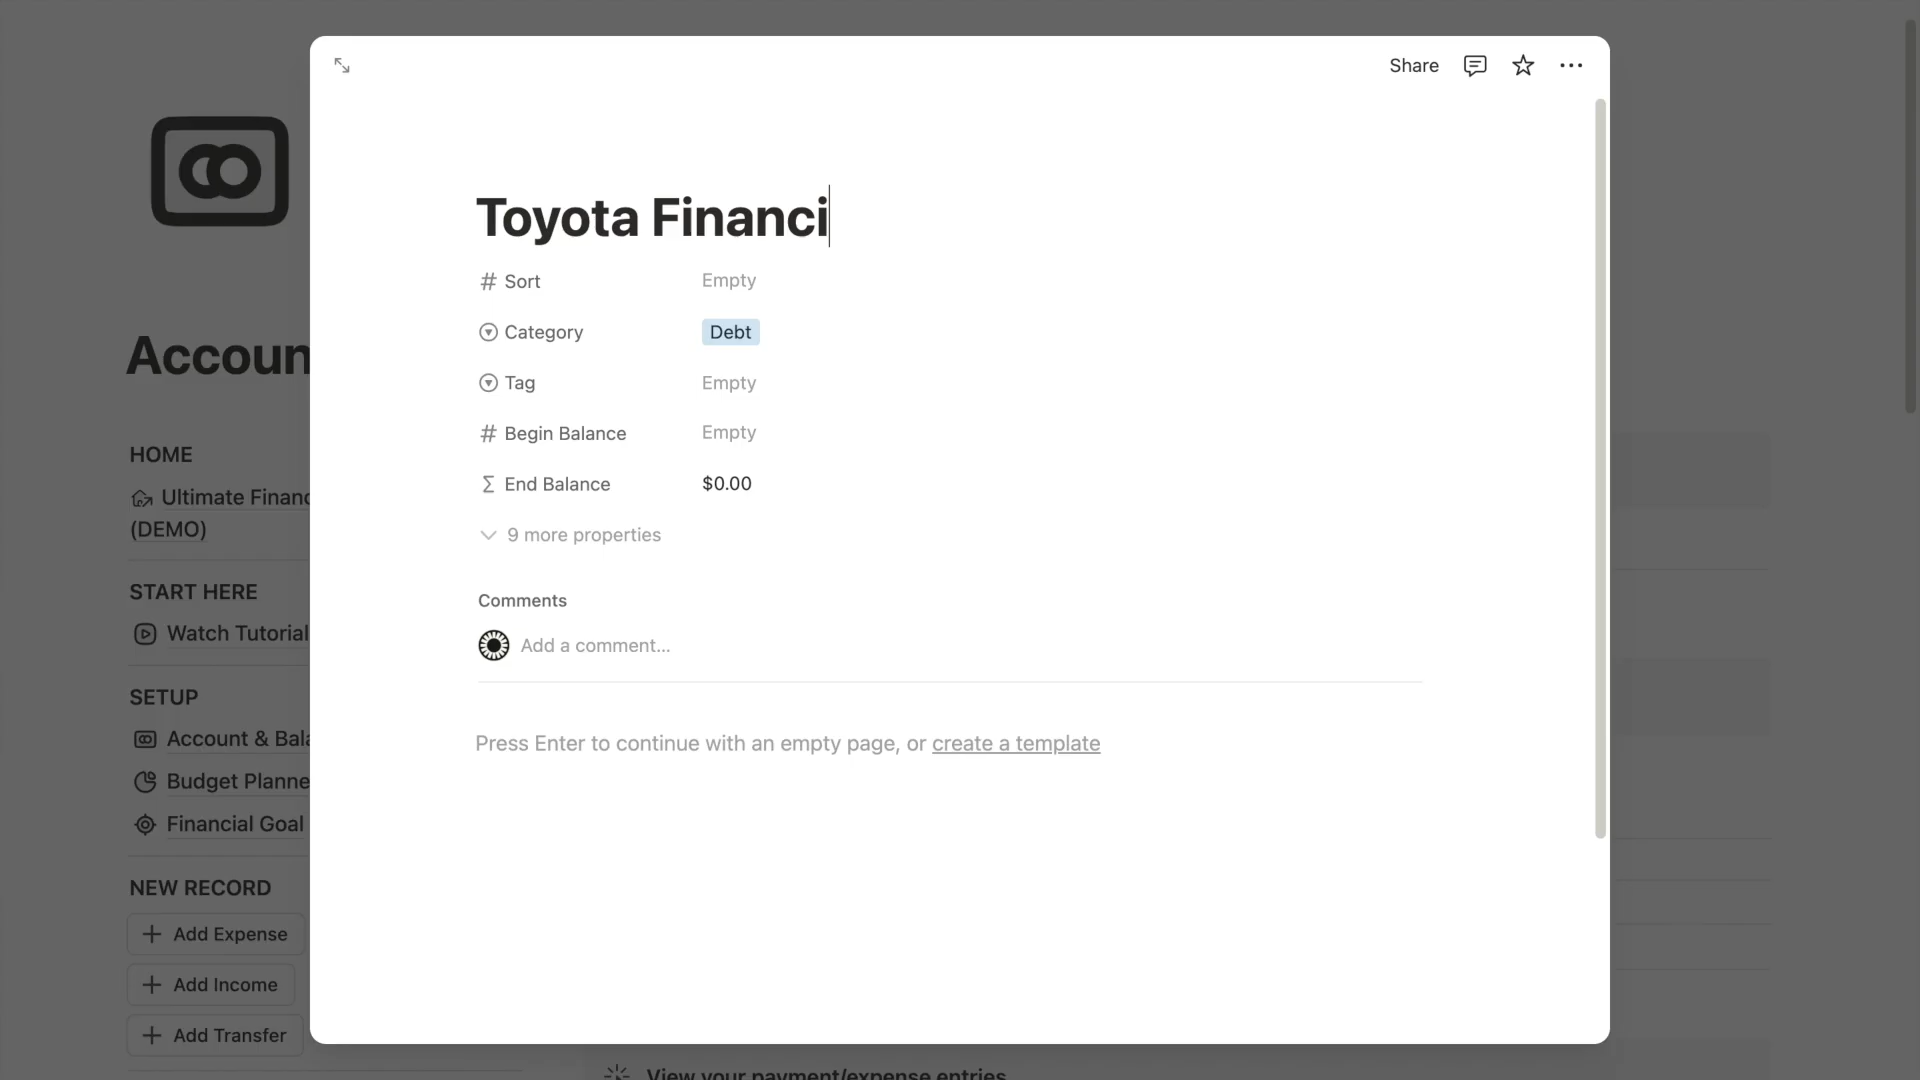 Share
Toyota Financi
Sort Empty
Category Debt
Tag Empty
Begin Balance Empty
End Balance $0.00
9 more properties
Comments
Add a comment...
Press Enter to continue with an empty page, or create a template
Accoun
HOME
Ultimate Financ
(DEMO)
START HERE
Watch Tutorial
SETUP
Account & Bala
Budget Planne
Financial Goal
NEW RECORD
Add Expense
Add Income
Add Transfer
View your payment/expense entries